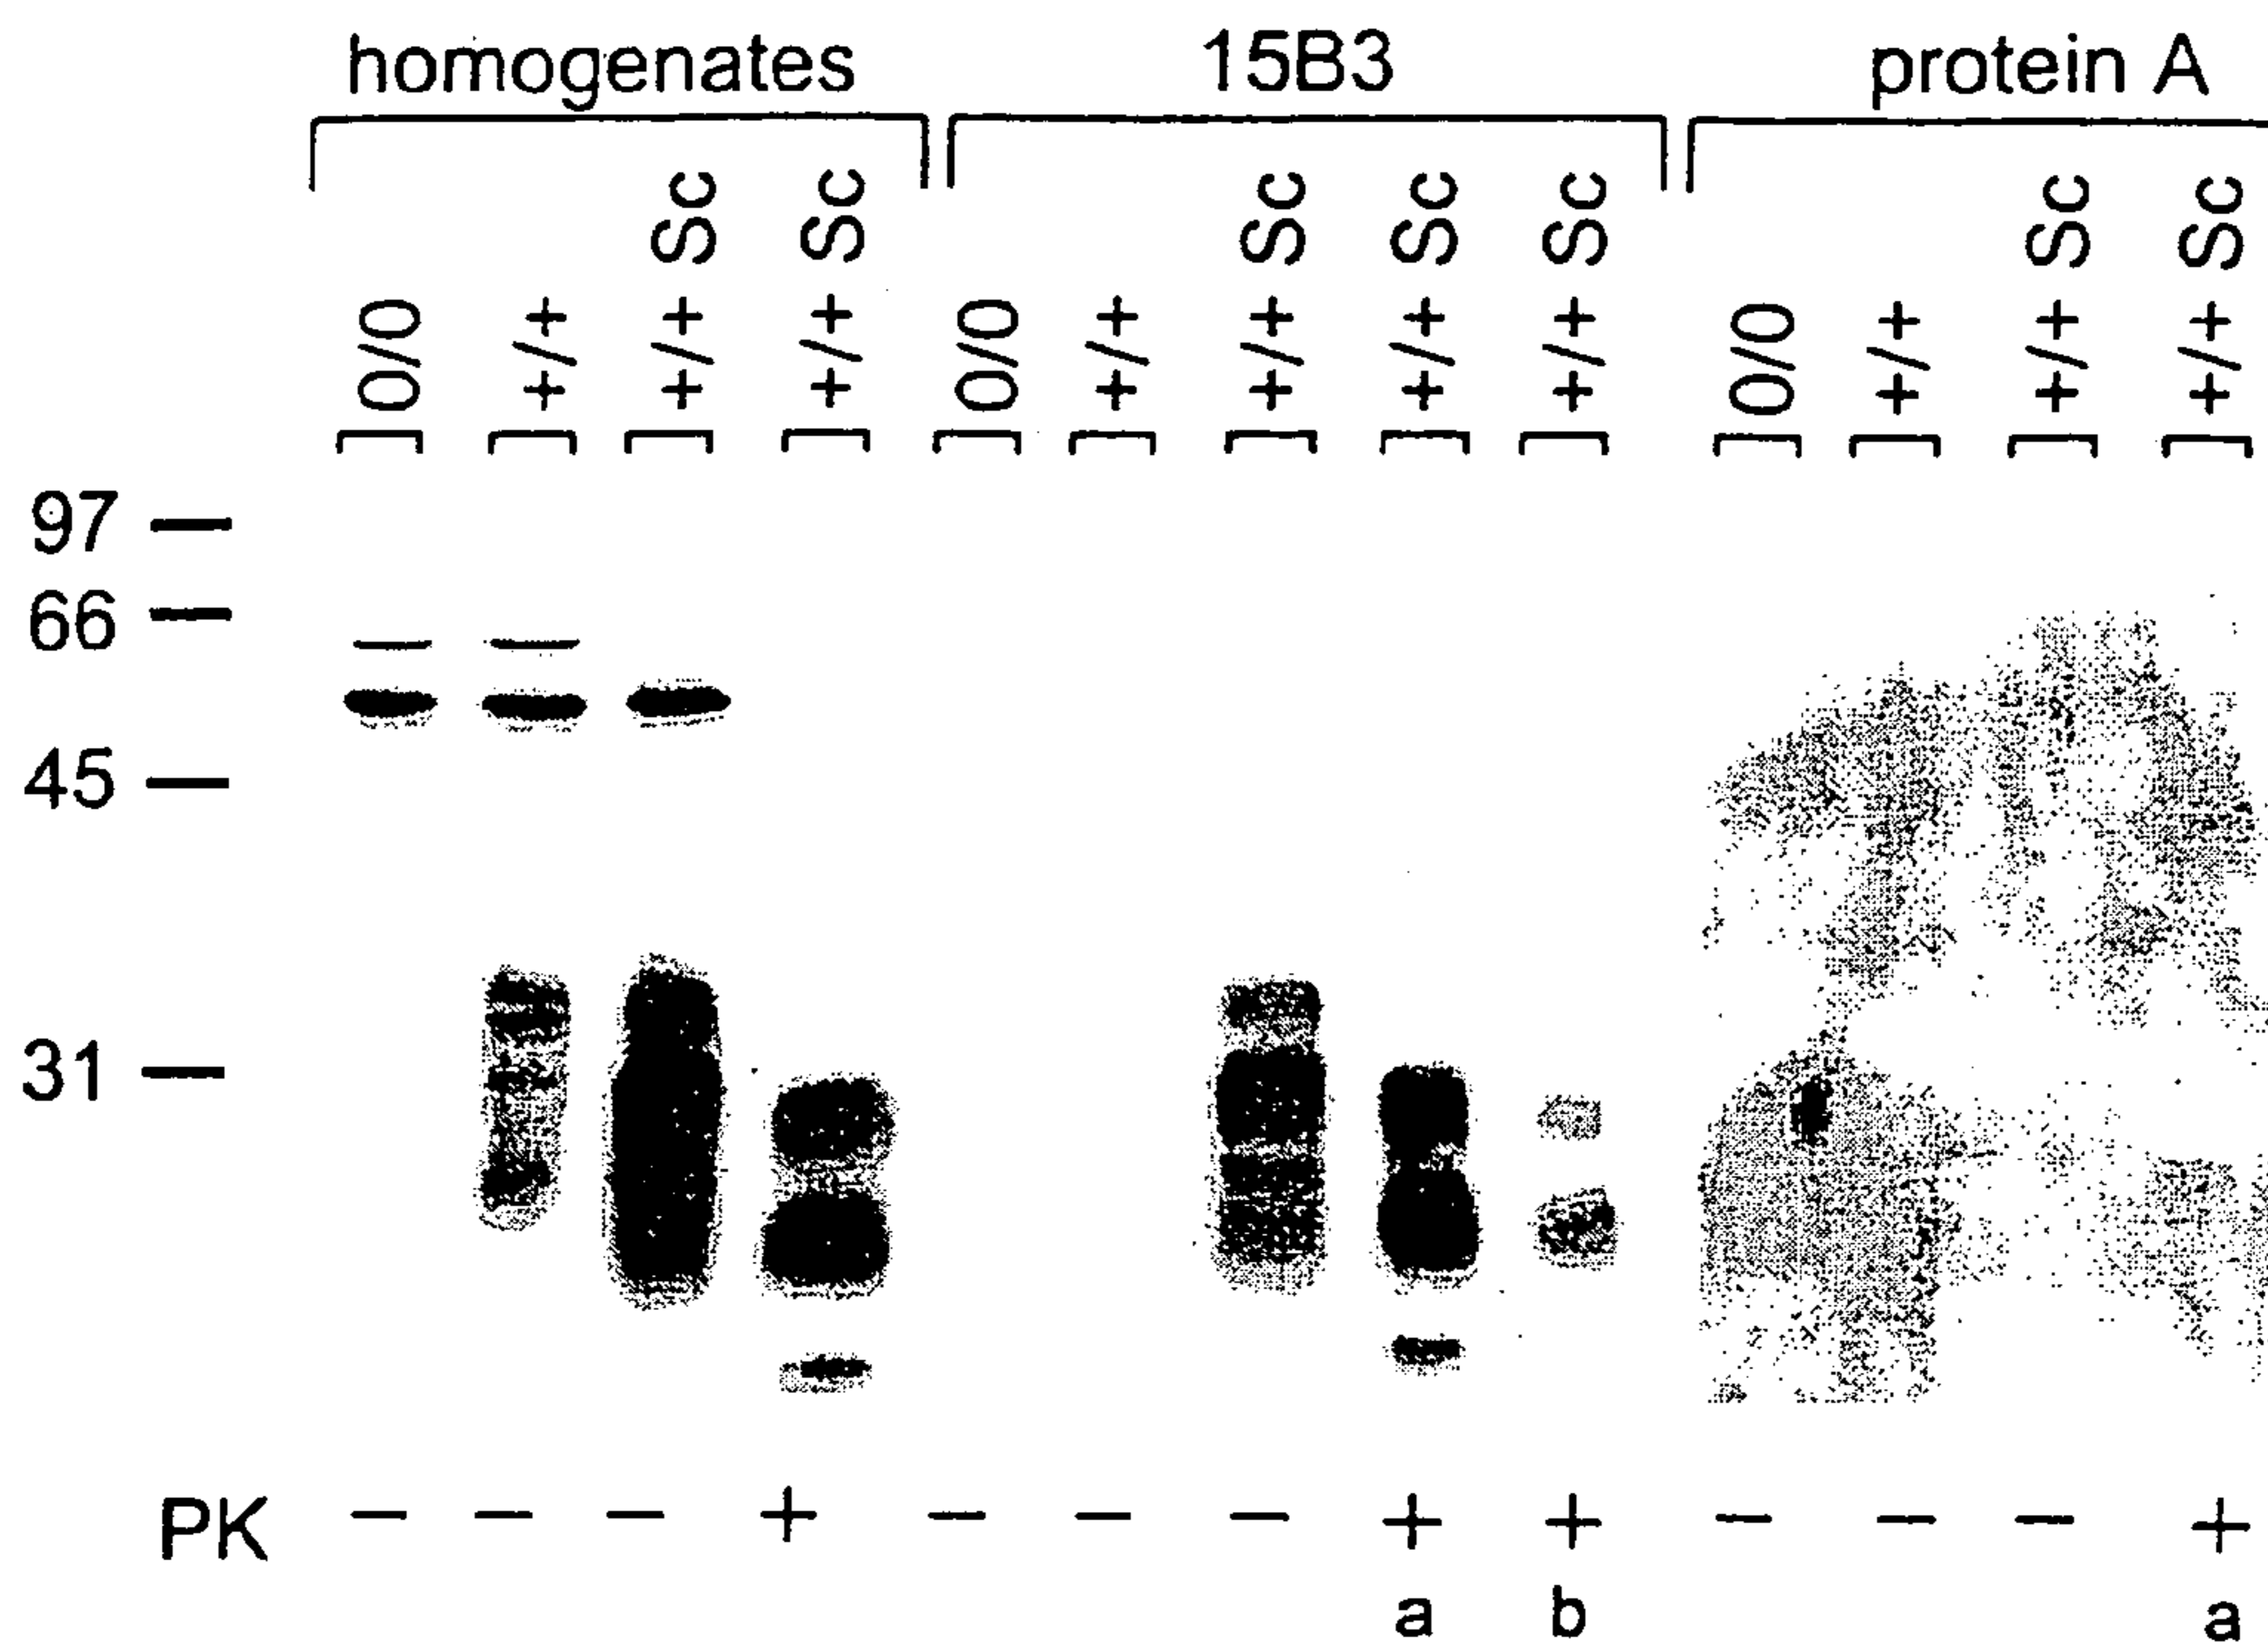 homogenates 15B3 protein A
0/0 +/+ +/+ Sc +/+ Sc 0/0 +/+ +/+ Sc +/+ Sc +/+ Sc 0/0 +/+ +/+ Sc +/+ Sc
97
66
45
31
PK − − − + − − − + + − − − +
a b a